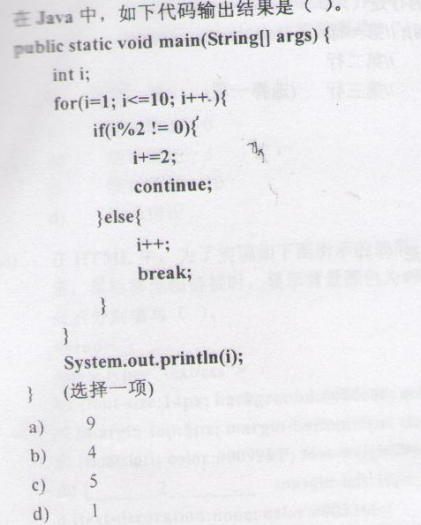 在 Java 中，如下代码输出结果是（ ）。
public static void main(String[] args) {
int i;
for(i=1; i<=10; i++){
if(i%2 != 0){
i+=2;
continue;
}else{
i++;
break;
}
}
System.out.println(i);
} (选择一项)
a) 9
b) 4
c) 5
d) 1